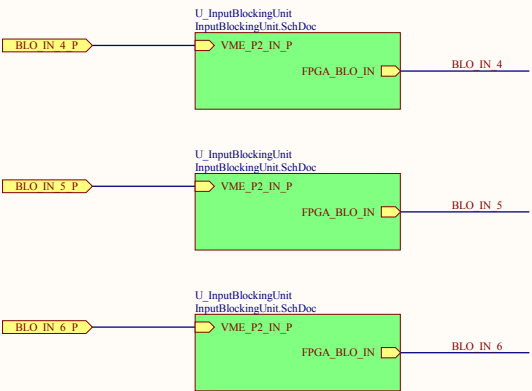 U_InputBlockingUnit
InputBlockingUnit.SchDoc
BLO_IN_4_P
VME_P2_IN_P
FPGA_BLO_IN
BLO_IN_4
U_InputBlockingUnit
InputBlockingUnit.SchDoc
BLO_IN_5_P
VME_P2_IN_P
FPGA_BLO_IN
BLO_IN_5
U_InputBlockingUnit
InputBlockingUnit.SchDoc
BLO_IN_6_P
VME_P2_IN_P
FPGA_BLO_IN
BLO_IN_6